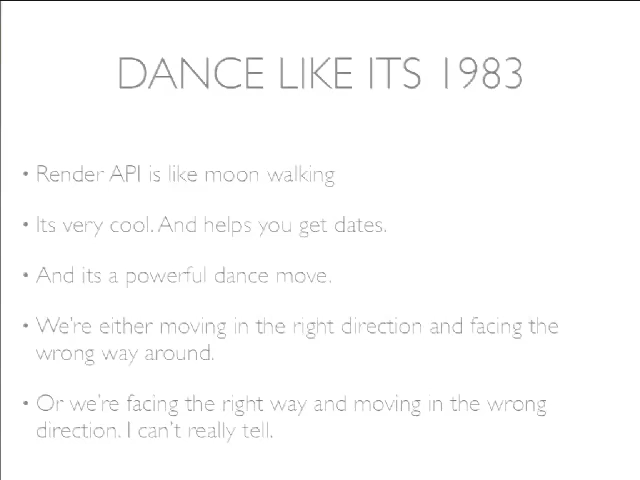 DANCE LIKE ITS 1983
• Render API is like moon walking
• Its very cool. And helps you get dates.
• And its a powerful dance move.
• We're either moving in the right direction and facing the
wrong way around.
• Or we're facing the right way and moving in the wrong
direction. I can't really tell.